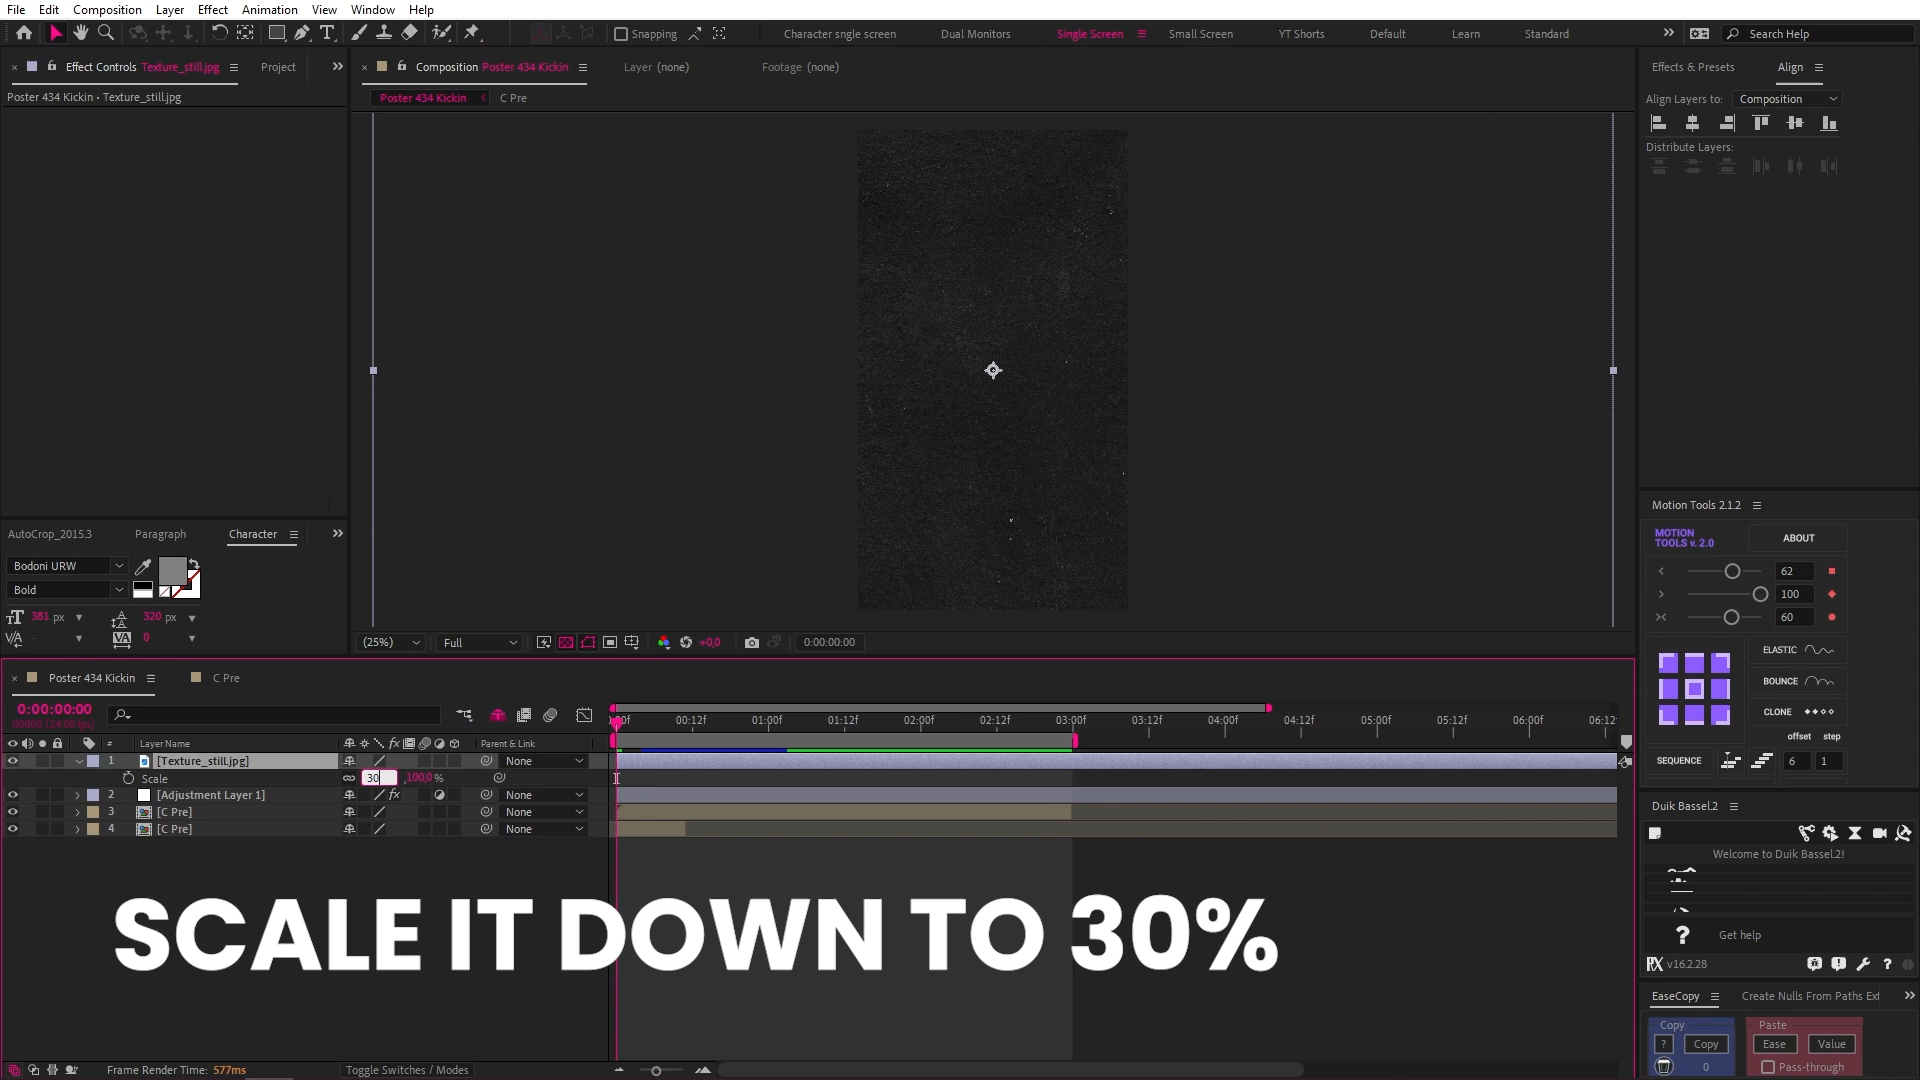 File Edit Composition Layer Effect Animation View Window Help
Snapping
Character sngle screen Dual Monitors Single Screen Small Screen YT Shorts Default Learn Standard
Search Help
Effect Controls Texture_still.jpg
Project
Poster 434 Kickin • Texture_still.jpg
Composition Poster 434 Kickin
Layer (none)
Footage (none)
Poster 434 Kickin
C Pre
Effects & Presets
Align
Align Layers to: Composition
Distribute Layers:
AutoCrop_2015.3 Paragraph Character
Bodoni URW
Bold
381 px 320 px
0
(25%) Full +0,0 0:00:00:00
Motion Tools 2.1.2
MOTION
TOOLS v. 2.0
ABOUT
62
100
60
ELASTIC
BOUNCE
CLONE
offset step
SEQUENCE 6 1
Duik Bassel.2
Welcome to Duik Bassel.2!
? Get help
v16.2.28
EaseCopy Create Nulls From Paths Ex
Copy Paste
? Copy Ease Value
0 Pass-through
Poster 434 Kickin
C Pre
0:00:00:00
00000 (24.00 fps)
:00f 00:12f 01:00f 01:12f 02:00f 02:12f 03:00f 03:12f 04:00f 04:12f 05:00f 05:12f 06:00f 06:12
# Layer Name Parent & Link
1 [Texture_still.jpg] None
Scale 30 ,100,0 %
2 [Adjustment Layer 1] fx None
3 [C Pre] None
4 [C Pre] None
SCALE IT DOWN TO 30%
Frame Render Time: 577ms
Toggle Switches / Modes